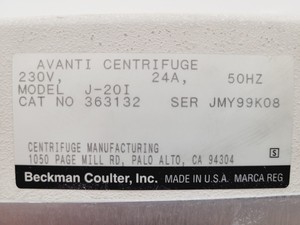 AVANTI CENTRIFUGE
230V, 24A, 50HZ
MODEL J-20I
CAT NO 363132 SER JMY99K08
CENTRIFUGE MANUFACTURING
1050 PAGE MILL RD, PALO ALTO, CA 94304
S
Beckman Coulter, Inc. MADE IN U.S.A. MARCA REG